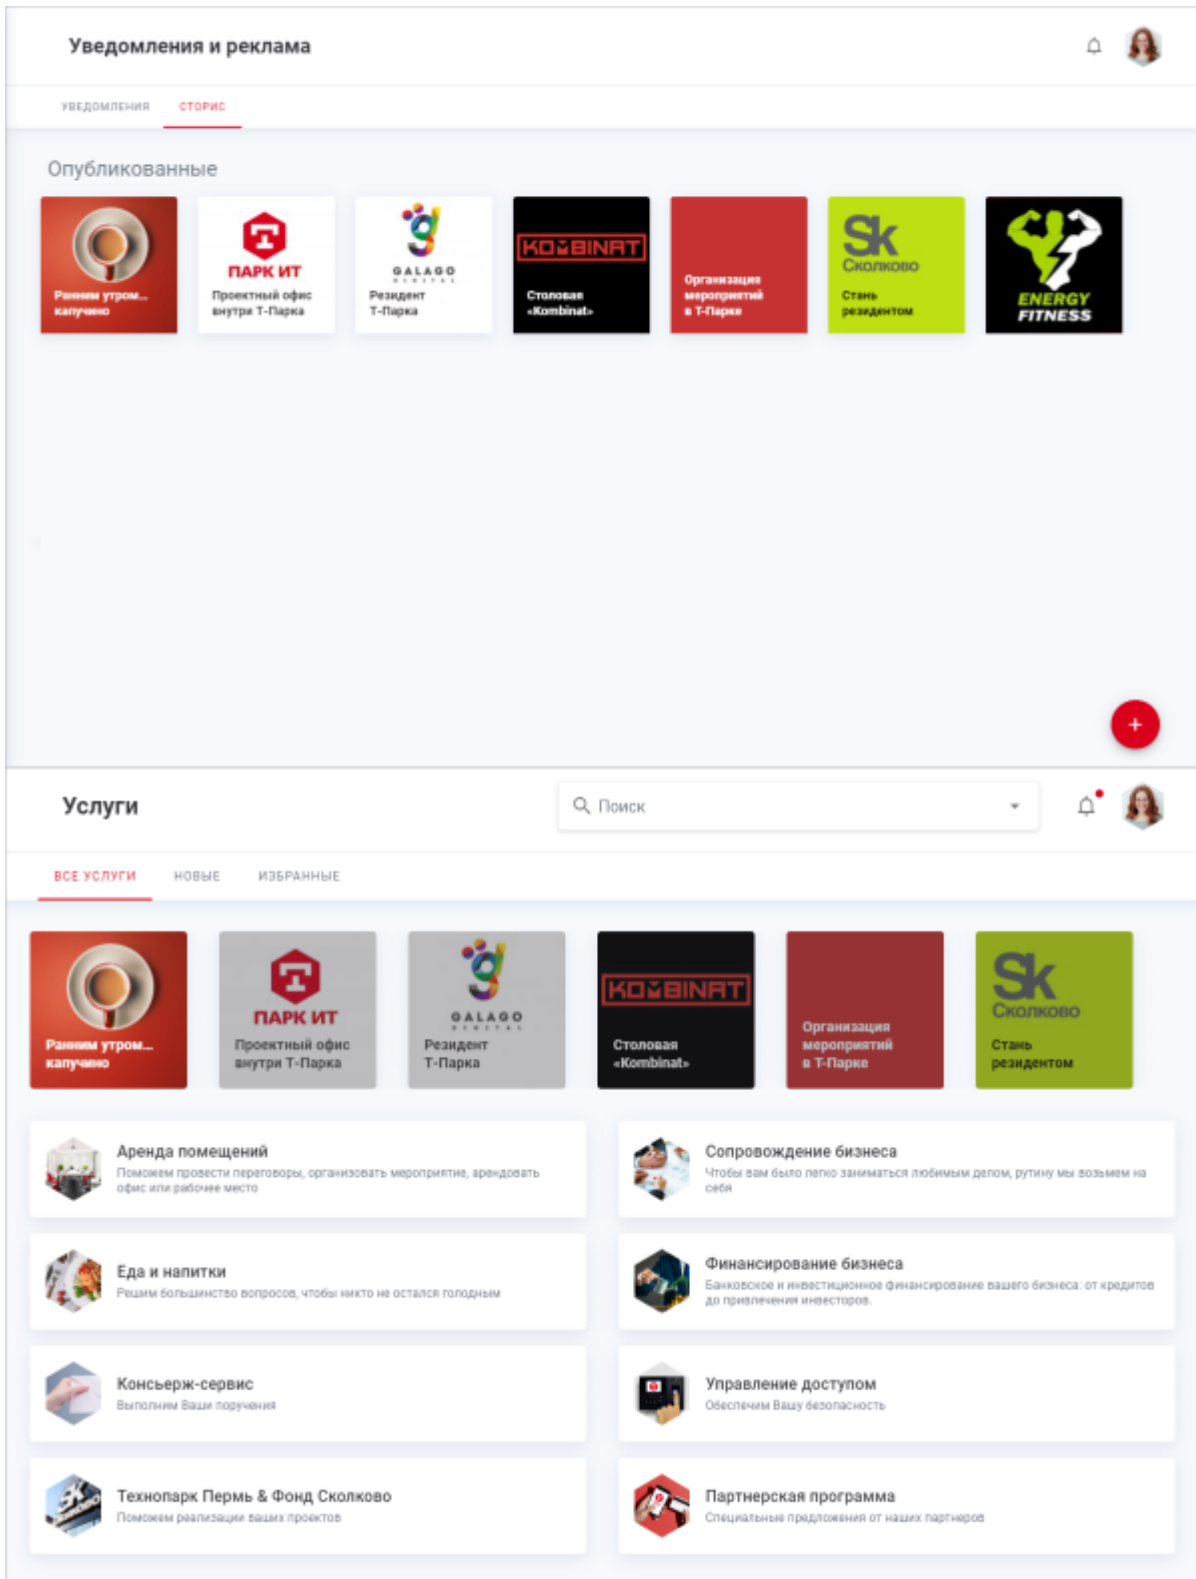 Уведомления и реклама
УВЕДОМЛЕНИЯ
СТОРИС
Опубликованные
Ранним утром...
капучино
ПАРК ИТ
Проектный офис
внутри Т-Парка
GALAGO
DIGITAL
Резидент
Т-Парка
KOMBINAT
Столовая
«Kombinat»
Организация
мероприятий
в Т-Парке
Sk
Сколково
Стань
резидентом
ENERGY
FITNESS
Услуги
Поиск
ВСЕ УСЛУГИ
НОВЫЕ
ИЗБРАННЫЕ
Ранним утром...
капучино
ПАРК ИТ
Проектный офис
внутри Т-Парка
GALAGO
DIGITAL
Резидент
Т-Парка
KOMBINAT
Столовая
«Kombinat»
Организация
мероприятий
в Т-Парке
Sk
Сколково
Стань
резидентом
Аренда помещений
Поможем провести переговоры, организовать мероприятие, арендовать
офис или рабочее место
Сопровождение бизнеса
Чтобы вам было легко заниматься любимым делом, рутину мы возьмем на
себя
Еда и напитки
Решим большинство вопросов, чтобы никто не остался голодным
Финансирование бизнеса
Банковское и инвестиционное финансирование вашего бизнеса: от кредитов
до привлечения инвесторов.
Консьерж-сервис
Выполним Ваши поручения
Управление доступом
Обеспечим Вашу безопасность
Технопарк Пермь & Фонд Сколково
Поможем реализации ваших проектов
Партнерская программа
Специальные предложения от наших партнеров